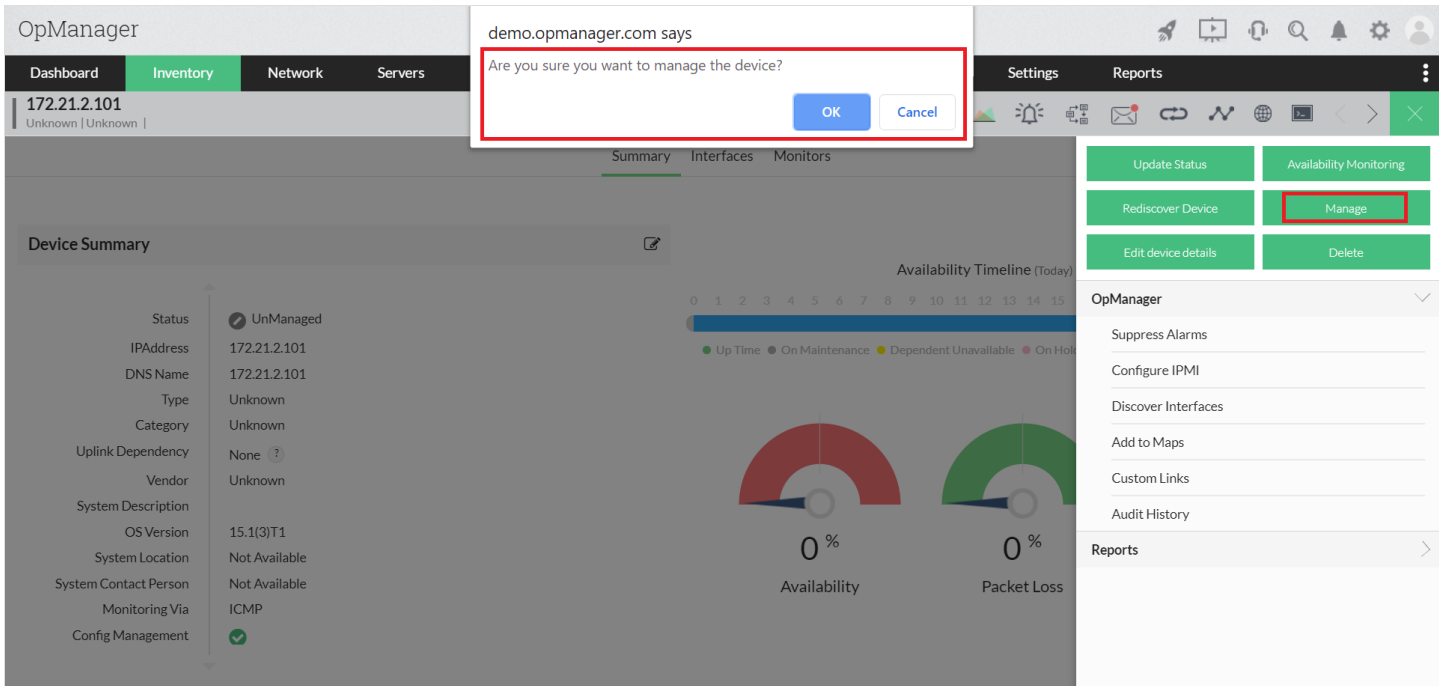 OpManager
demo.opmanager.com says
Are you sure you want to manage the device?
OK Cancel
Dashboard Inventory Network Servers Settings Reports
172.21.2.101
Unknown | Unknown |
Summary Interfaces Monitors
Update Status Availability Monitoring
Rediscover Device Manage
Edit device details Delete
Device Summary
Status UnManaged
IPAddress 172.21.2.101
DNS Name 172.21.2.101
Type Unknown
Category Unknown
Uplink Dependency None ?
Vendor Unknown
System Description
OS Version 15.1(3)T1
System Location Not Available
System Contact Person Not Available
Monitoring Via ICMP
Config Management
Availability Timeline (Today)
0 1 2 3 4 5 6 7 8 9 10 11 12 13 14 15
Up Time On Maintenance Dependent Unavailable On Hold
0 % 0 %
Availability Packet Loss
OpManager
Suppress Alarms
Configure IPMI
Discover Interfaces
Add to Maps
Custom Links
Audit History
Reports